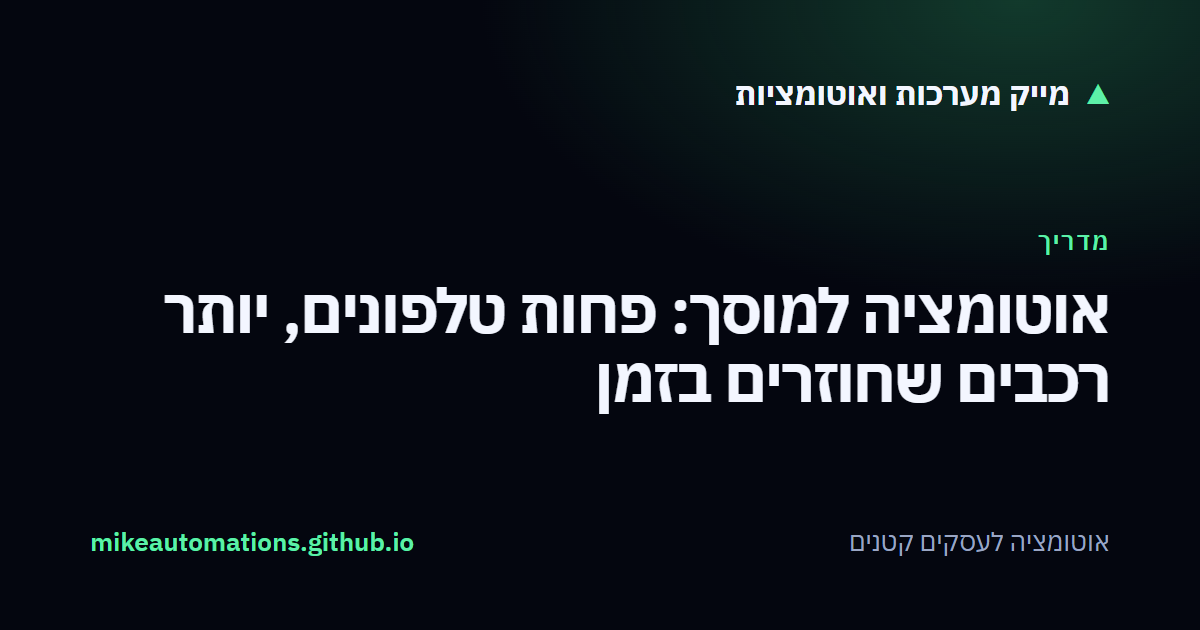 מייק מערכות ואוטומציות
מדריך
אוטומציה למוסך: פחות טלפונים, יותר
רכבים שחוזרים בזמן
אוטומציה לעסקים קטנים
mikeautomations.github.io